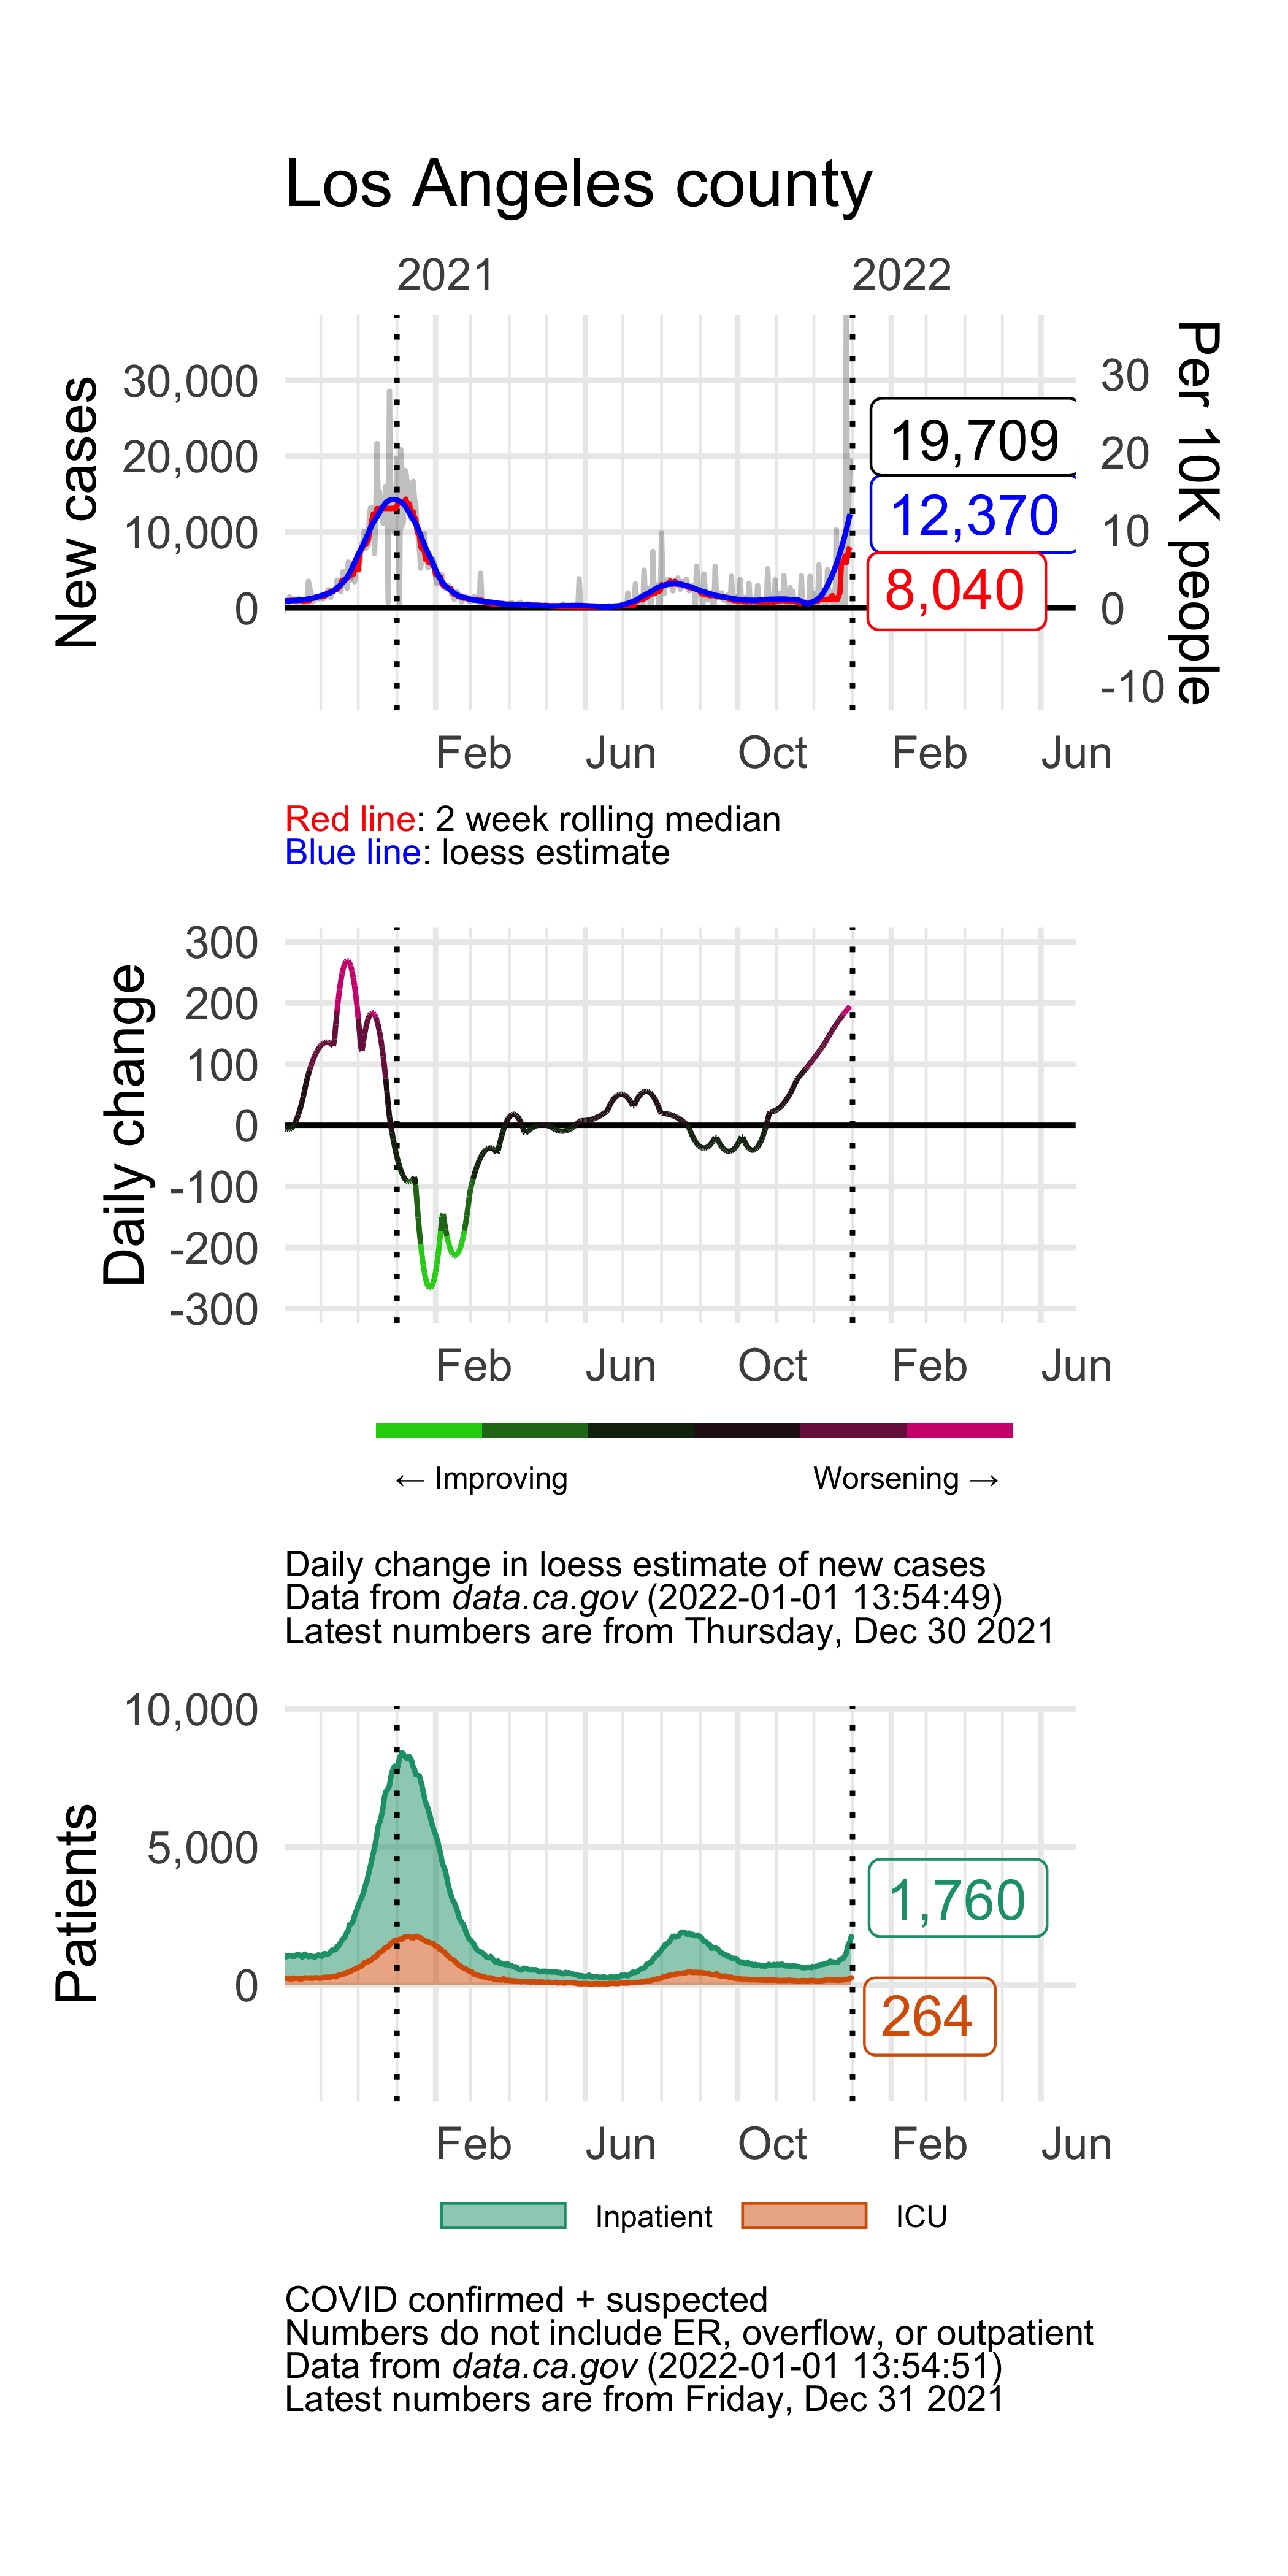 Los Angeles county
2021 2022
New cases
30,000
20,000
10,000
0
19,709
12,370
8,040
30
20
10
0
-10
Per 10K people
Feb Jun Oct Feb Jun
Red line: 2 week rolling median
Blue line: loess estimate
Daily change
300
200
100
0
-100
-200
-300
Feb Jun Oct Feb Jun
← Improving Worsening →
Daily change in loess estimate of new cases
Data from data.ca.gov (2022-01-01 13:54:49)
Latest numbers are from Thursday, Dec 30 2021
Patients
10,000
5,000
0
1,760
264
Feb Jun Oct Feb Jun
Inpatient ICU
COVID confirmed + suspected
Numbers do not include ER, overflow, or outpatient
Data from data.ca.gov (2022-01-01 13:54:51)
Latest numbers are from Friday, Dec 31 2021